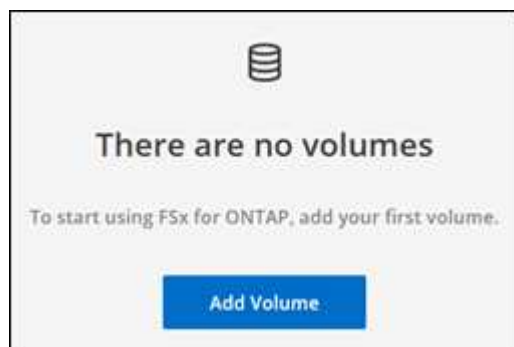 There are no volumes
To start using FSx for ONTAP, add your first volume.
Add Volume